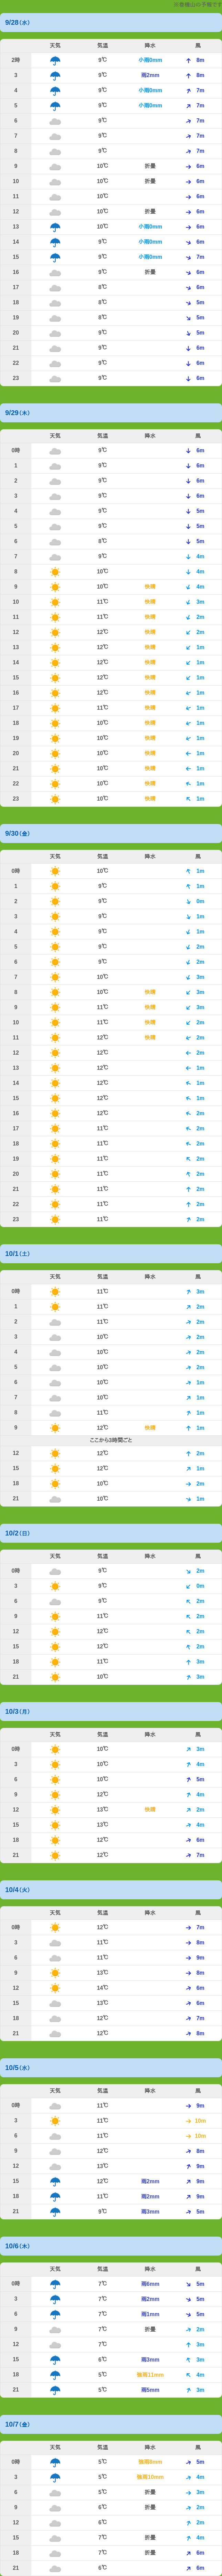 天蓋積山の予報です
9/28（水）
天気 気温 降水 風
2時 9℃ 小雨0mm 8m
3 9℃ 雨2mm 8m
4 9℃ 小雨0mm 7m
5 9℃ 小雨0mm 7m
6 9℃ 7m
7 9℃ 7m
8 9℃ 7m
9 10℃ 折曇 6m
10 10℃ 折曇 6m
11 10℃ 6m
12 10℃ 折曇 6m
13 10℃ 小雨0mm 6m
14 9℃ 小雨0mm 6m
15 9℃ 小雨0mm 7m
16 9℃ 折曇 6m
17 8℃ 6m
18 8℃ 5m
19 8℃ 5m
20 9℃ 5m
21 9℃ 6m
22 9℃ 6m
23 9℃ 6m
9/29（木）
天気 気温 降水 風
0時 9℃ 6m
1 9℃ 6m
2 9℃ 6m
3 9℃ 6m
4 9℃ 5m
5 9℃ 5m
6 8℃ 5m
7 9℃ 4m
8 10℃ 4m
9 10℃ 快晴 4m
10 11℃ 快晴 3m
11 11℃ 快晴 2m
12 12℃ 快晴 2m
13 12℃ 快晴 1m
14 12℃ 快晴 1m
15 12℃ 快晴 1m
16 12℃ 快晴 1m
17 11℃ 快晴 1m
18 10℃ 快晴 1m
19 10℃ 快晴 1m
20 10℃ 快晴 1m
21 10℃ 快晴 1m
22 10℃ 快晴 1m
23 10℃ 快晴 1m
9/30（金）
天気 気温 降水 風
0時 10℃ 1m
1 9℃ 1m
2 9℃ 0m
3 9℃ 1m
4 9℃ 1m
5 9℃ 2m
6 9℃ 2m
7 10℃ 3m
8 10℃ 快晴 3m
9 11℃ 快晴 3m
10 11℃ 快晴 2m
11 12℃ 快晴 2m
12 12℃ 2m
13 12℃ 1m
14 12℃ 1m
15 12℃ 1m
16 12℃ 2m
17 11℃ 2m
18 11℃ 2m
19 11℃ 2m
20 11℃ 2m
21 11℃ 2m
22 11℃ 2m
23 11℃ 2m
10/1（土）
天気 気温 降水 風
0時 11℃ 3m
1 11℃ 2m
2 11℃ 2m
3 10℃ 2m
4 10℃ 2m
5 10℃ 2m
6 10℃ 1m
7 10℃ 1m
8 11℃ 1m
9 12℃ 快晴 1m
ここから3時間ごと
12 12℃ 2m
15 12℃ 1m
18 10℃ 2m
21 10℃ 1m
10/2（日）
天気 気温 降水 風
0時 9℃ 2m
3 9℃ 0m
6 9℃ 2m
9 11℃ 2m
12 12℃ 2m
15 12℃ 2m
18 11℃ 3m
21 10℃ 3m
10/3（月）
天気 気温 降水 風
0時 10℃ 3m
3 10℃ 4m
6 10℃ 5m
9 12℃ 4m
12 13℃ 快晴 2m
15 13℃ 4m
18 12℃ 6m
21 12℃ 7m
10/4（火）
天気 気温 降水 風
0時 12℃ 7m
3 11℃ 8m
6 11℃ 9m
9 13℃ 8m
12 14℃ 6m
15 13℃ 6m
18 12℃ 7m
21 12℃ 8m
10/5（水）
天気 気温 降水 風
0時 11℃ 9m
3 11℃ 10m
6 11℃ 10m
9 12℃ 8m
12 13℃ 9m
15 12℃ 雨2mm 9m
18 11℃ 雨2mm 9m
21 9℃ 雨3mm 5m
10/6（木）
天気 気温 降水 風
0時 7℃ 雨6mm 5m
3 7℃ 雨2mm 5m
6 7℃ 雨1mm 5m
9 7℃ 折曇 2m
12 7℃ 3m
15 6℃ 雨3mm 3m
18 5℃ 強雨11mm 4m
21 5℃ 雨5mm 3m
10/7（金）
天気 気温 降水 風
0時 5℃ 強雨8mm 5m
3 5℃ 強雨10mm 4m
6 5℃ 折曇 3m
9 6℃ 折曇 2m
12 6℃ 2m
15 7℃ 折曇 4m
18 7℃ 折曇 6m
21 6℃ 6m